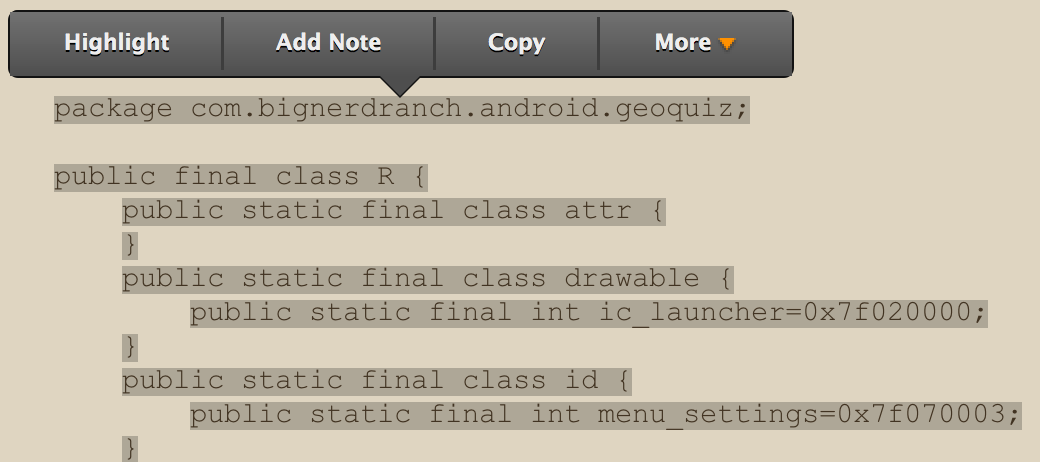 Highlight Add Note Copy More
package com.bignerdranch.android.geoquiz;
public final class R {
public static final class attr {
}
public static final class drawable {
public static final int ic_launcher=0x7f020000;
}
public static final class id {
public static final int menu_settings=0x7f070003;
}